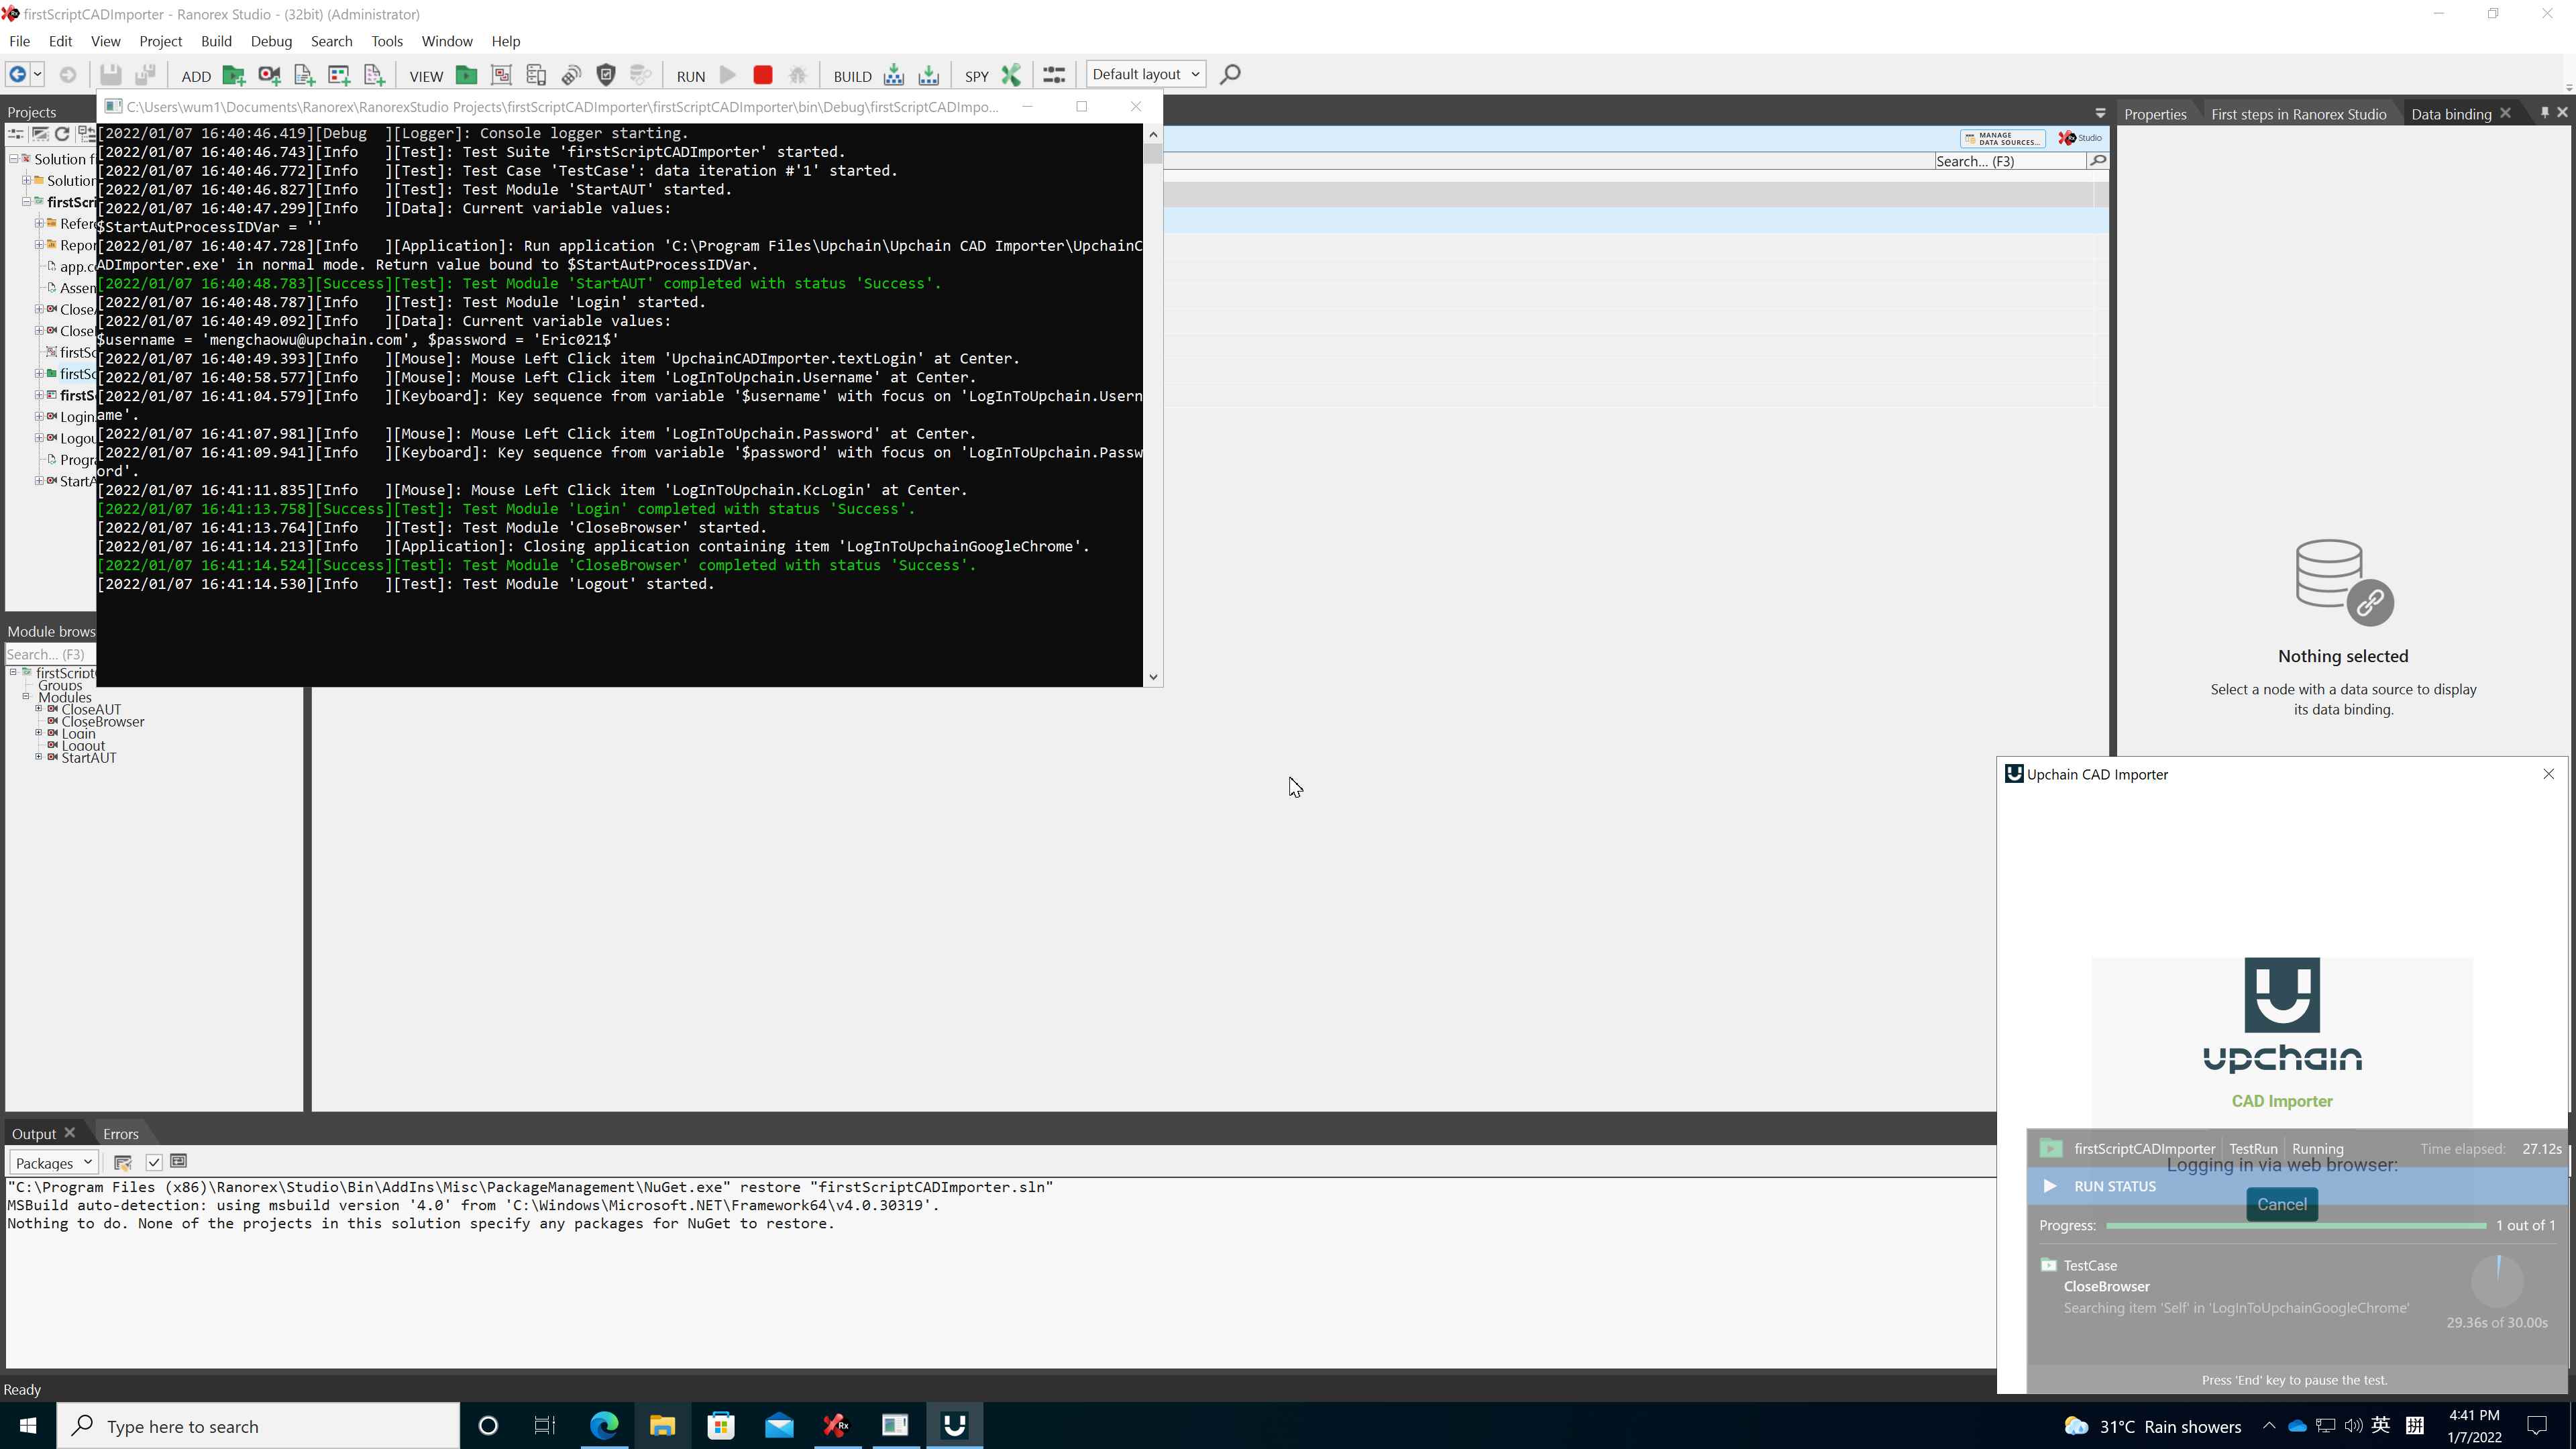 firstScriptCADImporter - Ranorex Studio - (32bit) (Administrator)
File Edit View Project Build Debug Search Tools Window Help
ADD VIEW RUN BUILD SPY Default layout
Projects
C:\Users\wum1\Documents\Ranorex\RanorexStudio Projects\firstScriptCADImporter\firstScriptCADImporter\bin\Debug\firstScriptCADImpo...
Properties First steps in Ranorex Studio Data binding
MANAGE
DATA SOURCES...
Studio
Search... (F3)
Solution f
Solution
firstScri
Refere
Repor
app.co
Assem
Close
Close
firstSc
firstSc
firstS
Login
Logou
Progra
StartA
[2022/01/07 16:40:46.419][Debug  ][Logger]: Console logger starting.
[2022/01/07 16:40:46.743][Info   ][Test]: Test Suite 'firstScriptCADImporter' started.
[2022/01/07 16:40:46.772][Info   ][Test]: Test Case 'TestCase': data iteration #'1' started.
[2022/01/07 16:40:46.827][Info   ][Test]: Test Module 'StartAUT' started.
[2022/01/07 16:40:47.299][Info   ][Data]: Current variable values:
$StartAutProcessIDVar = ''
[2022/01/07 16:40:47.728][Info   ][Application]: Run application 'C:\Program Files\Upchain\Upchain CAD Importer\UpchainC
ADImporter.exe' in normal mode. Return value bound to $StartAutProcessIDVar.
[2022/01/07 16:40:48.783][Success][Test]: Test Module 'StartAUT' completed with status 'Success'.
[2022/01/07 16:40:48.787][Info   ][Test]: Test Module 'Login' started.
[2022/01/07 16:40:49.092][Info   ][Data]: Current variable values:
$username = 'mengchaowu@upchain.com', $password = 'Eric021$'
[2022/01/07 16:40:49.393][Info   ][Mouse]: Mouse Left Click item 'UpchainCADImporter.textLogin' at Center.
[2022/01/07 16:40:58.577][Info   ][Mouse]: Mouse Left Click item 'LogInToUpchain.Username' at Center.
[2022/01/07 16:41:04.579][Info   ][Keyboard]: Key sequence from variable '$username' with focus on 'LogInToUpchain.Usern
ame'.
[2022/01/07 16:41:07.981][Info   ][Mouse]: Mouse Left Click item 'LogInToUpchain.Password' at Center.
[2022/01/07 16:41:09.941][Info   ][Keyboard]: Key sequence from variable '$password' with focus on 'LogInToUpchain.Passw
ord'.
[2022/01/07 16:41:11.835][Info   ][Mouse]: Mouse Left Click item 'LogInToUpchain.KcLogin' at Center.
[2022/01/07 16:41:13.758][Success][Test]: Test Module 'Login' completed with status 'Success'.
[2022/01/07 16:41:13.764][Info   ][Test]: Test Module 'CloseBrowser' started.
[2022/01/07 16:41:14.213][Info   ][Application]: Closing application containing item 'LogInToUpchainGoogleChrome'.
[2022/01/07 16:41:14.524][Success][Test]: Test Module 'CloseBrowser' completed with status 'Success'.
[2022/01/07 16:41:14.530][Info   ][Test]: Test Module 'Logout' started.
Module brows
Search... (F3)
firstScript
Groups
Modules
CloseAUT
CloseBrowser
Login
Logout
StartAUT
Nothing selected
Select a node with a data source to display
its data binding.
Upchain CAD Importer
upchain
CAD Importer
firstScriptCADImporter TestRun Running Time elapsed: 27.12s
Logging in via web browser:
RUN STATUS
Cancel
Progress: 1 out of 1
TestCase
CloseBrowser
Searching item 'Self' in 'LogInToUpchainGoogleChrome'
29.36s of 30.00s
Press 'End' key to pause the test.
Output Errors
Packages
"C:\Program Files (x86)\Ranorex\Studio\Bin\AddIns\Misc\PackageManagement\NuGet.exe" restore "firstScriptCADImporter.sln"
MSBuild auto-detection: using msbuild version '4.0' from 'C:\Windows\Microsoft.NET\Framework64\v4.0.30319'.
Nothing to do. None of the projects in this solution specify any packages for NuGet to restore.
Ready
Type here to search
Rx
31°C Rain showers
英
拼
4:41 PM
1/7/2022